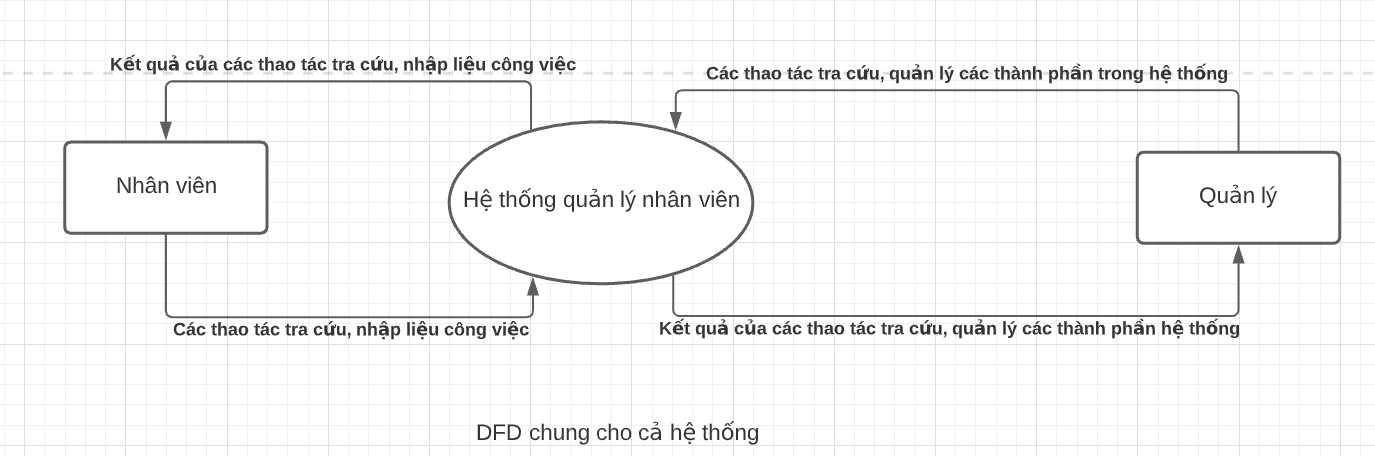 Kết quả của các thao tác tra cứu, nhập liệu công việc
Các thao tác tra cứu, quản lý các thành phần trong hệ thống
Nhân viên
Hệ thống quản lý nhân viên
Quản lý
Các thao tác tra cứu, nhập liệu công việc
Kết quả của các thao tác tra cứu, quản lý các thành phần hệ thống
DFD chung cho cả hệ thống